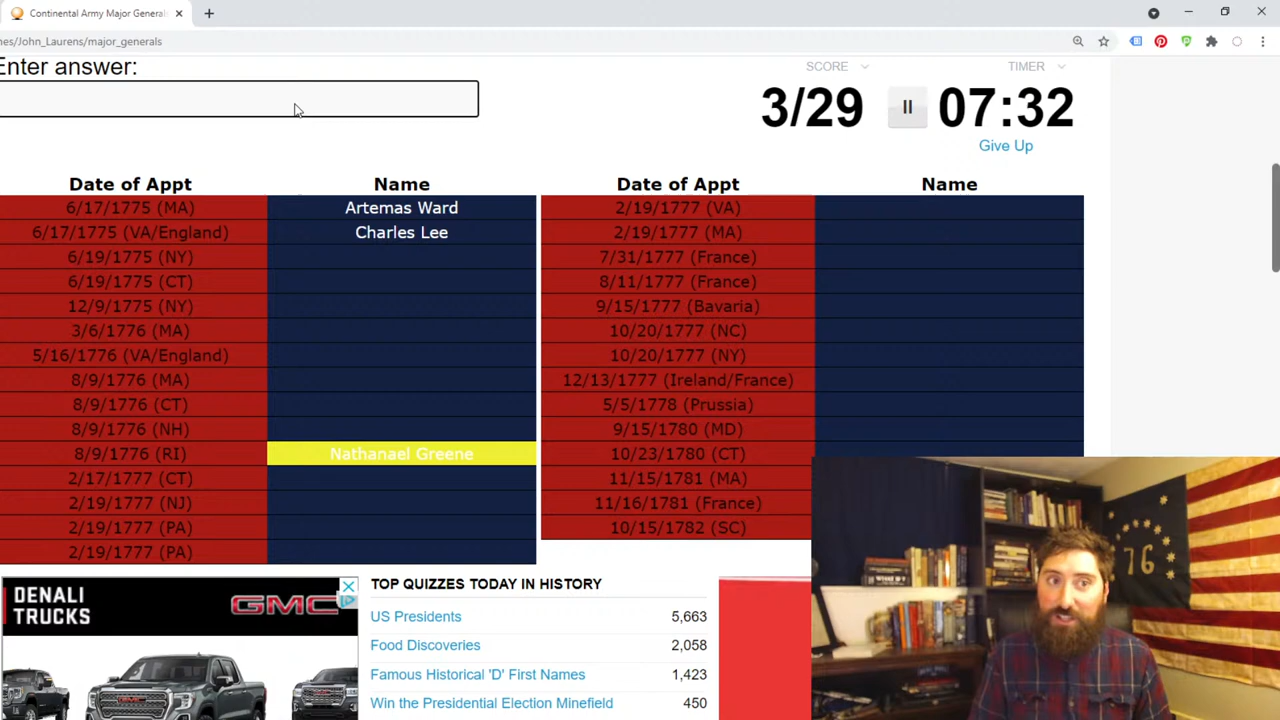 Continental Army Major General
nes/John_Laurens/major_generals
Enter answer:
SCORE
TIMER
3/29
07:32
Give Up
Date of Appt Name Date of Appt Name
6/17/1775 (MA) Artemas Ward 2/19/1777 (VA)
6/17/1775 (VA/England) Charles Lee 2/19/1777 (MA)
6/19/1775 (NY) 7/31/1777 (France)
6/19/1775 (CT) 8/11/1777 (France)
12/9/1775 (NY) 9/15/1777 (Bavaria)
3/6/1776 (MA) 10/20/1777 (NC)
5/16/1776 (VA/England) 10/20/1777 (NY)
8/9/1776 (MA) 12/13/1777 (Ireland/France)
8/9/1776 (CT) 5/5/1778 (Prussia)
8/9/1776 (NH) 9/15/1780 (MD)
8/9/1776 (RI) Nathanael Greene 10/23/1780 (CT)
2/17/1777 (CT) 11/15/1781 (MA)
2/19/1777 (NJ) 11/16/1781 (France)
2/19/1777 (PA) 10/15/1782 (SC)
2/19/1777 (PA)
DENALI
TRUCKS
GMC
TOP QUIZZES TODAY IN HISTORY
US Presidents 5,663
Food Discoveries 2,058
Famous Historical 'D' First Names 1,423
Win the Presidential Election Minefield 450
76